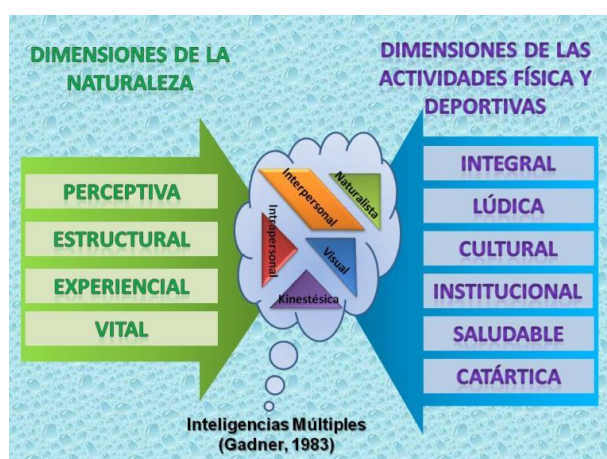 DIMENSIONES DE LA
NATURALEZA
PERCEPTIVA
ESTRUCTURAL
EXPERIENCIAL
VITAL
Interpersonal
Naturalista
Intrapersonal
Visual
Kinestésica
Inteligencias Múltiples
(Gadner, 1983)
DIMENSIONES DE LAS
ACTIVIDADES FÍSICA Y
DEPORTIVAS
INTEGRAL
LÚDICA
CULTURAL
INSTITUCIONAL
SALUDABLE
CATÁRTICA